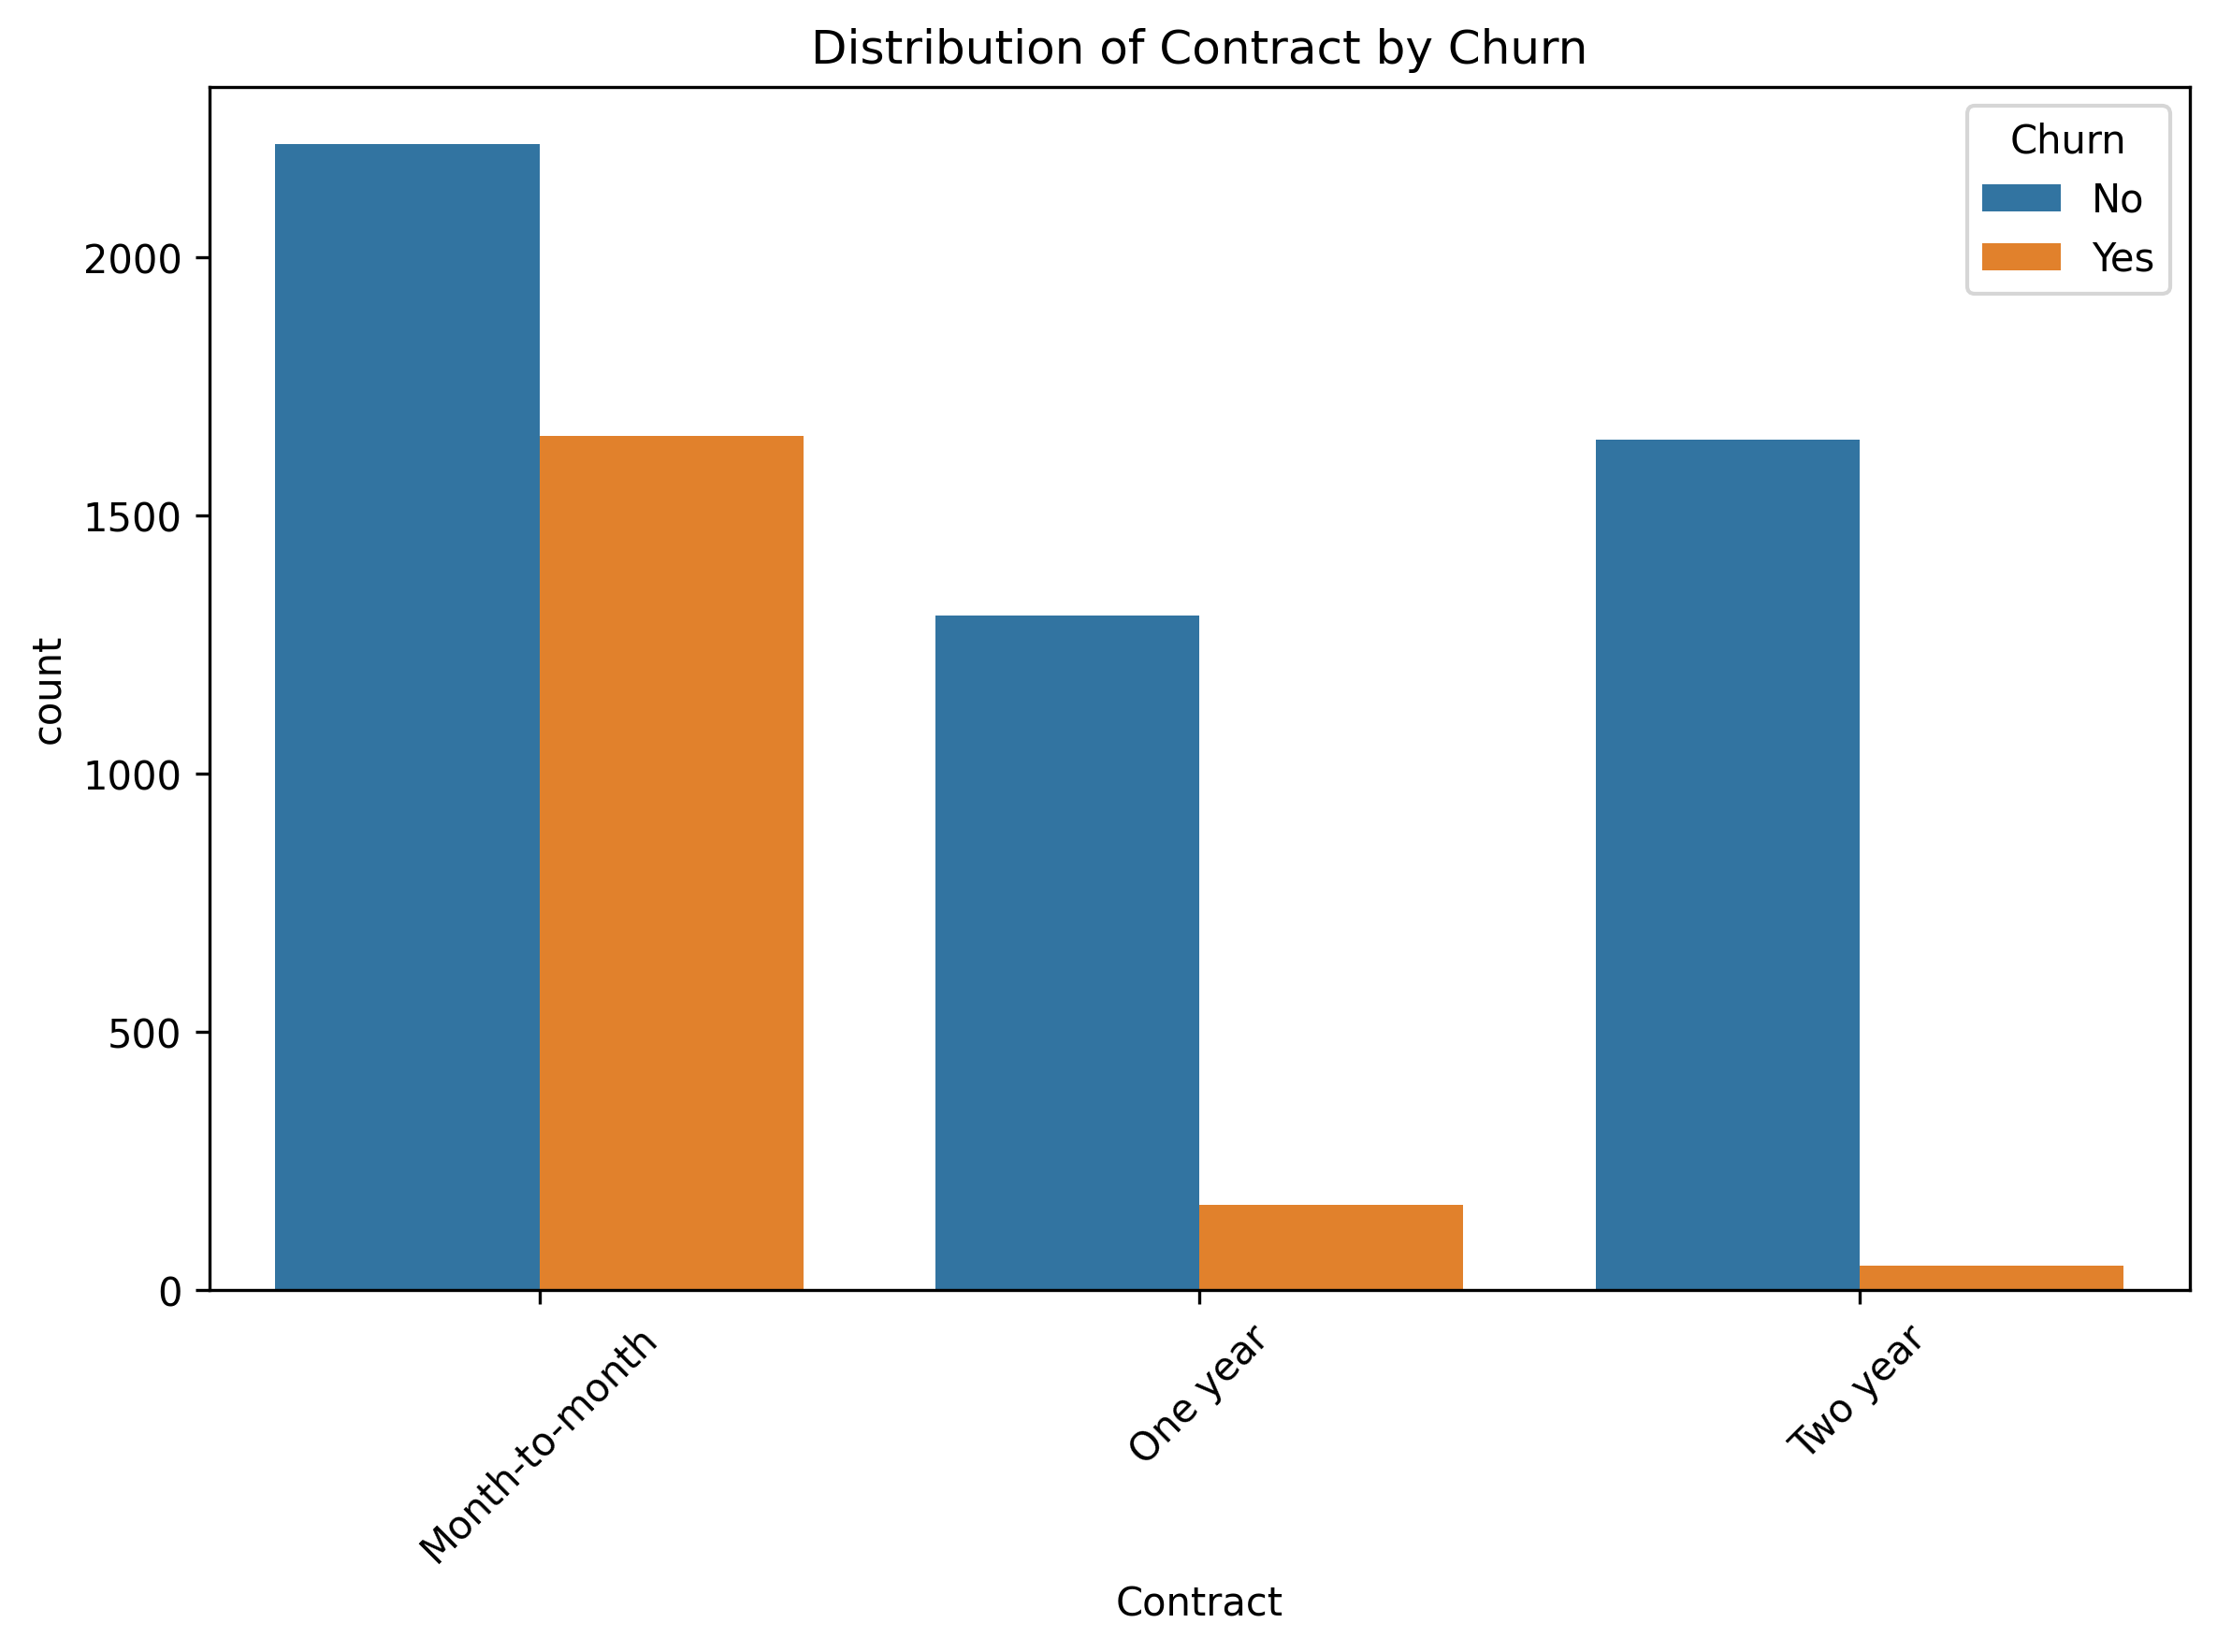 Distribution of Contract by Churn
Churn
No
Yes
2000
1500
1000
500
0
count
Month-to-month
One year
Two year
Contract